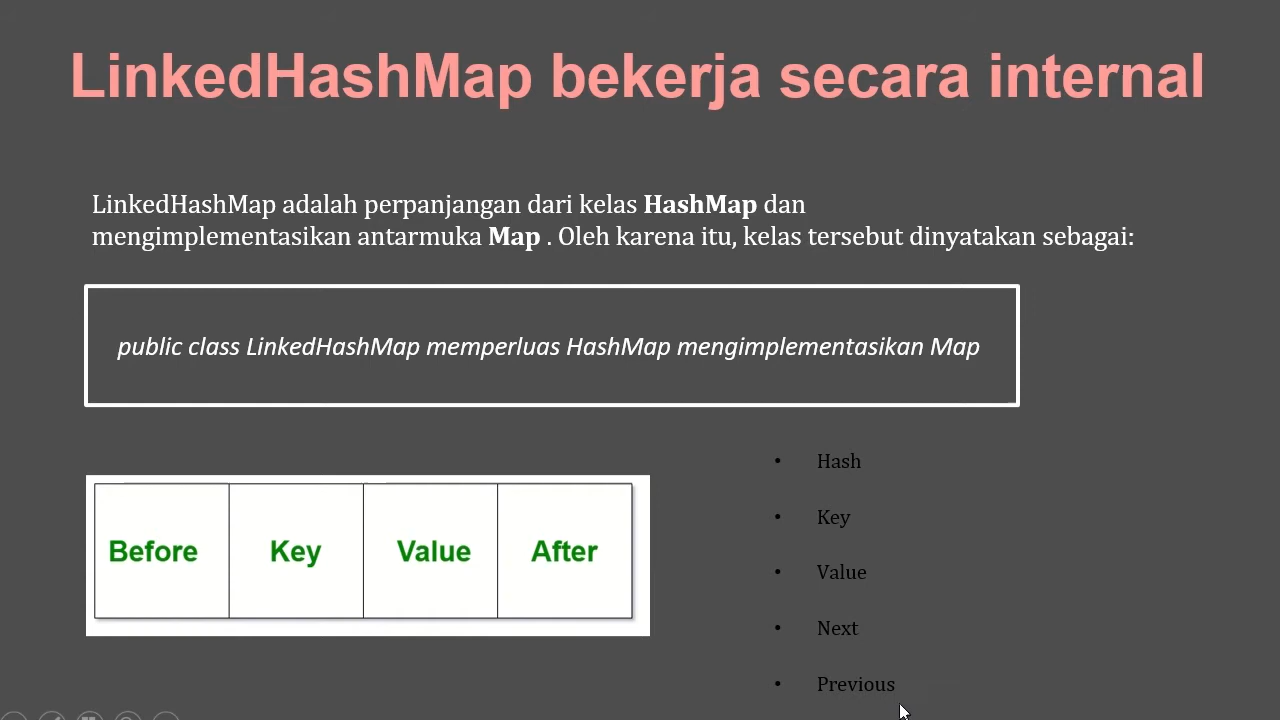 LinkedHashMap bekerja secara internal
LinkedHashMap adalah perpanjangan dari kelas HashMap dan
mengimplementasikan antarmuka Map . Oleh karena itu, kelas tersebut dinyatakan sebagai:
public class LinkedHashMap memperluas HashMap mengimplementasikan Map
Before Key Value After
• Hash
• Key
• Value
• Next
• Previous